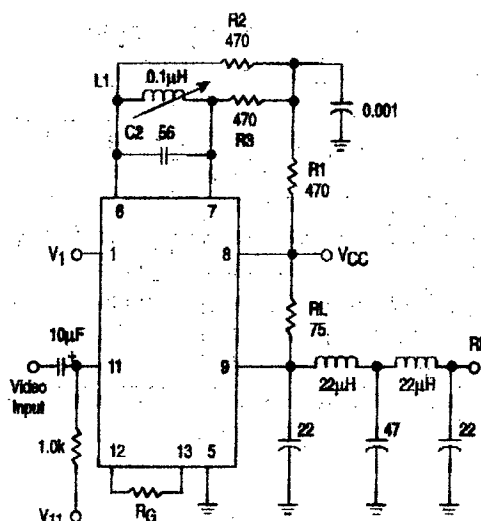 R2
470
L1
0.1µH
C2
56
470
R3
0.001
R1
470
6
7
V1
1
8
VCC
RL
75
10µF
+
11
9
22µH
22µH
Video
Input
1.0k
12
13
5
22
47
22
V11
RG